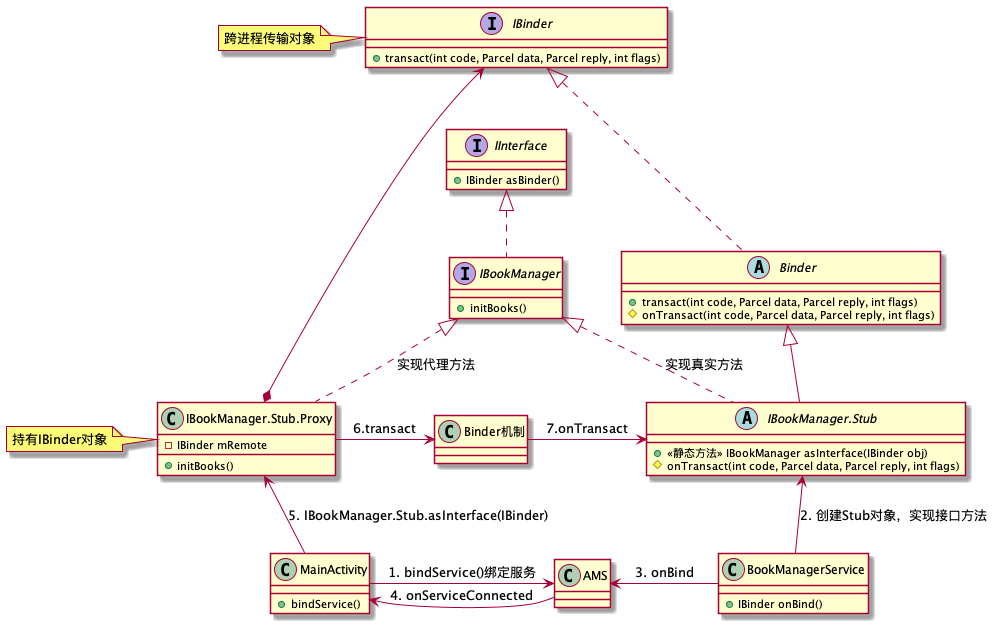 I IBinder
跨进程传输对象
transact(int code, Parcel data, Parcel reply, int flags)
I IInterface
IBinder asBinder()
I IBookManager
initBooks()
A Binder
transact(int code, Parcel data, Parcel reply, int flags)
onTransact(int code, Parcel data, Parcel reply, int flags)
实现代理方法
实现真实方法
C IBookManager.Stub.Proxy
IBinder mRemote
initBooks()
持有IBinder对象
6.transact
C Binder机制
7.onTransact
A IBookManager.Stub
«静态方法» IBookManager asInterface(IBinder obj)
onTransact(int code, Parcel data, Parcel reply, int flags)
5. IBookManager.Stub.asInterface(IBinder)
2. 创建Stub对象，实现接口方法
C MainActivity
bindService()
1. bindService()绑定服务
4. onServiceConnected
C AMS
3. onBind
C BookManagerService
IBinder onBind()